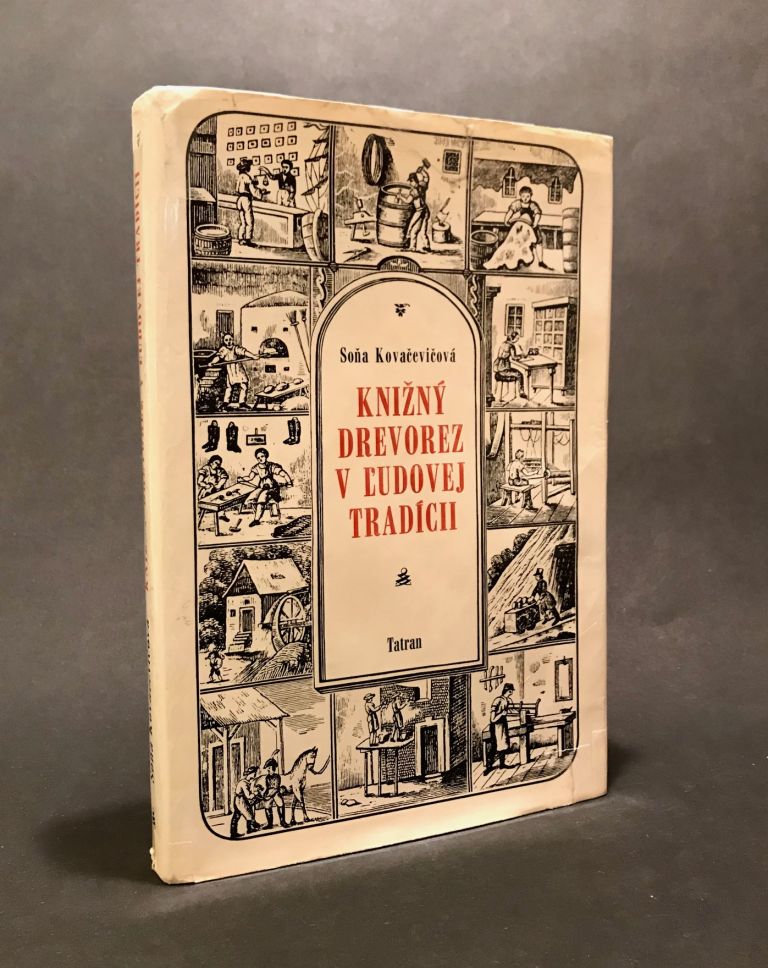 Soňa Kovačevičová
KNIŽNÝ
DREVOREZ
V ĽUDOVEJ
TRADÍCII
Tatran